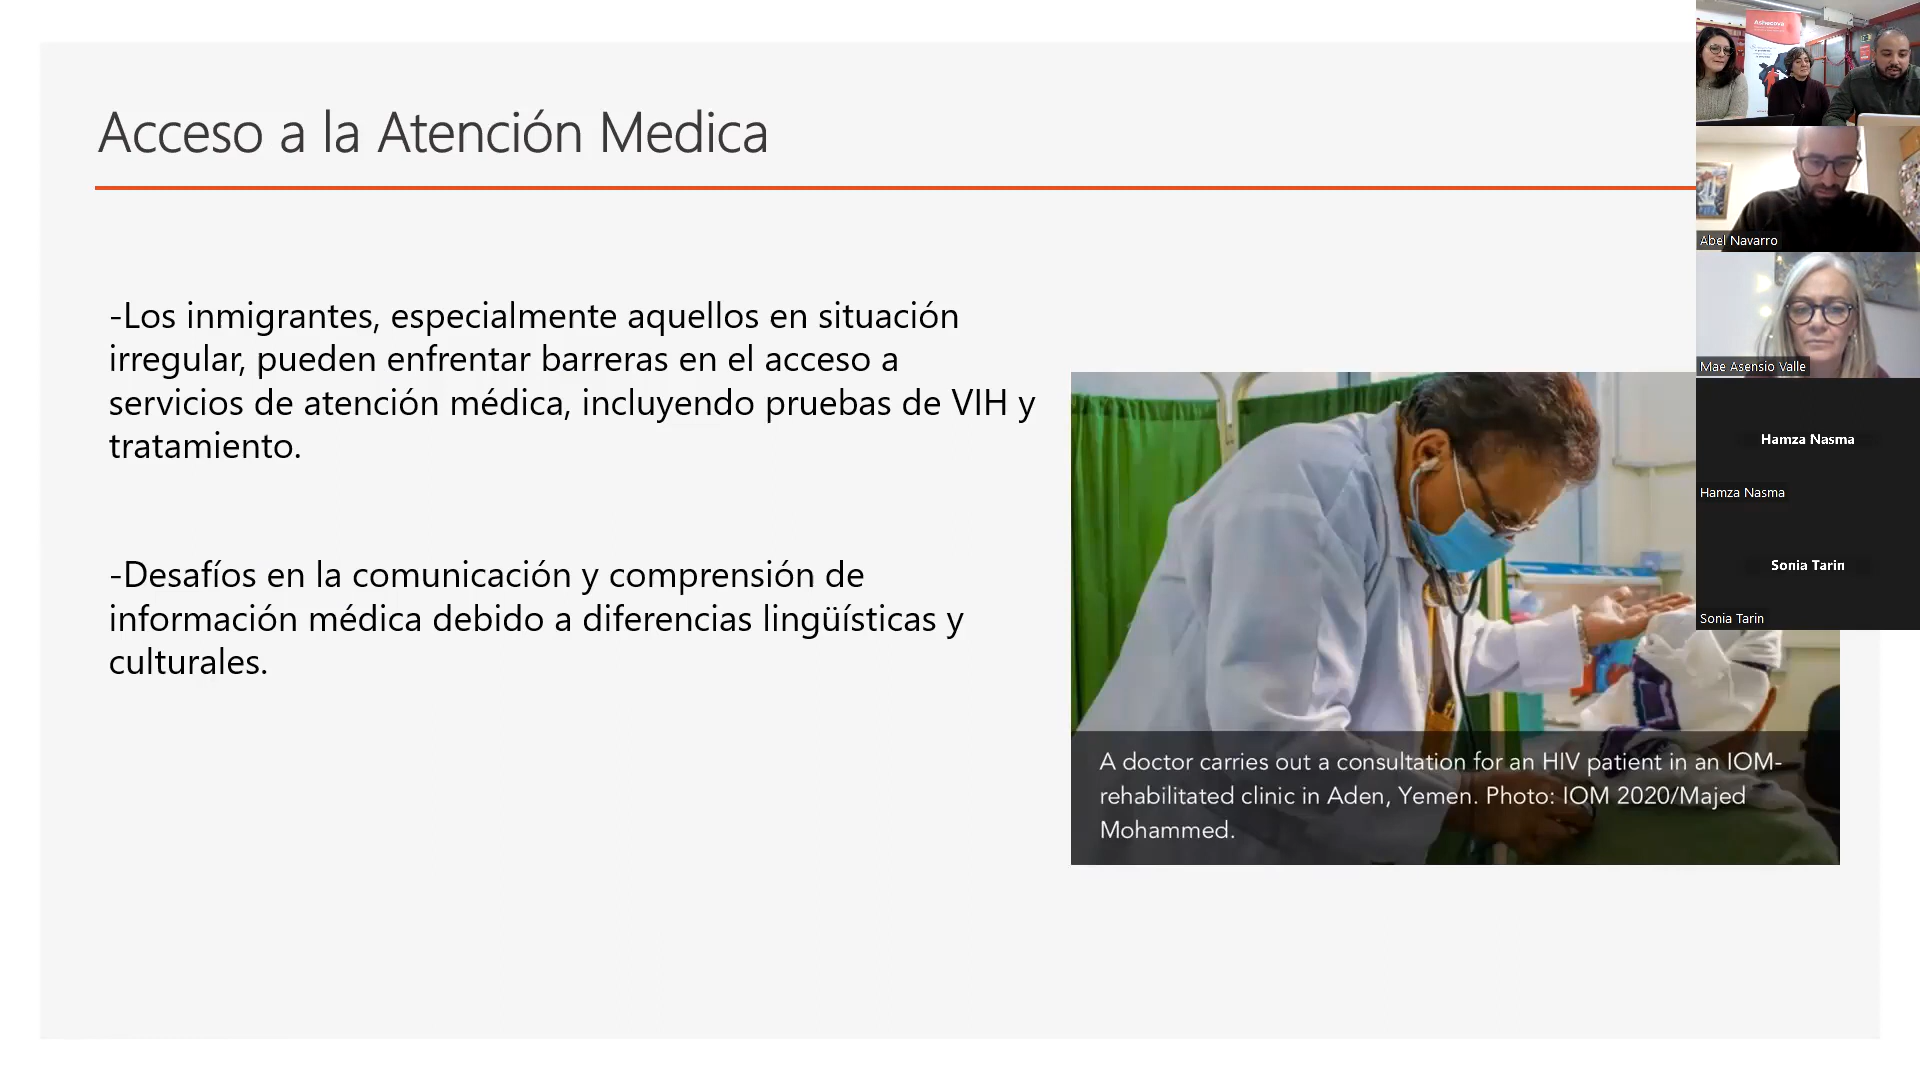 Acceso a la Atención Medica
-Los inmigrantes, especialmente aquellos en situación
irregular, pueden enfrentar barreras en el acceso a
servicios de atención médica, incluyendo pruebas de VIH y
tratamiento.
-Desafíos en la comunicación y comprensión de
información médica debido a diferencias lingüísticas y
culturales.
A doctor carries out a consultation for an HIV patient in an IOM-
rehabilitated clinic in Aden, Yemen. Photo: IOM 2020/Majed
Mohammed.
Abel Navarro
Mae Asensio Valle
Hamza Nasma
Hamza Nasma
Sonia Tarin
Sonia Tarin